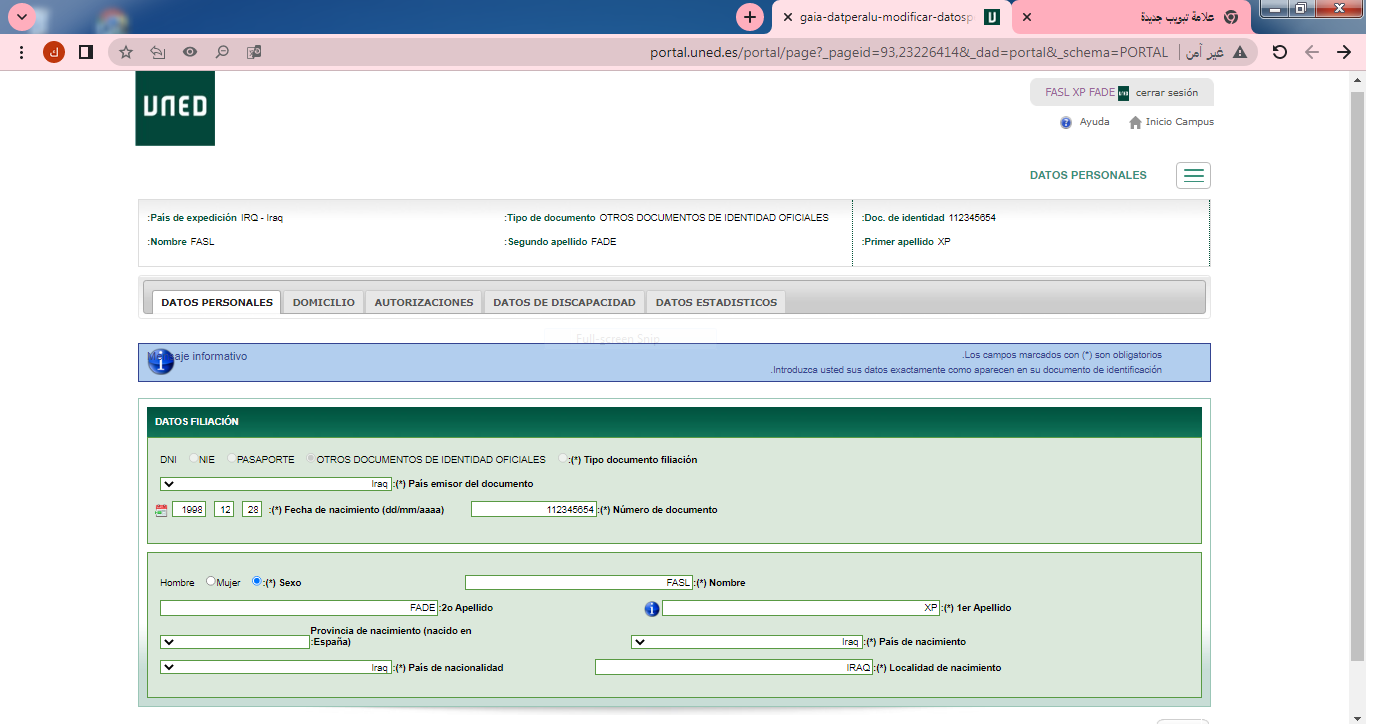 gaia-datperalu-modificar-datosp
علامة تبويب جديدة
portal.uned.es/portal/page?_pageid=93,23226414&_dad=portal&_schema=PORTAL
غير آمن
ك
UNED
FASL XP FADE cerrar sesión
Ayuda Inicio Campus
DATOS PERSONALES
:País de expedición IRQ - Iraq :Tipo de documento OTROS DOCUMENTOS DE IDENTIDAD OFICIALES :Doc. de identidad 112345654
:Nombre FASL :Segundo apellido FADE :Primer apellido XP
DATOS PERSONALES DOMICILIO AUTORIZACIONES DATOS DE DISCAPACIDAD DATOS ESTADISTICOS
Full-screen Snip
Mensaje informativo .Los campos marcados con (*) son obligatorios
.Introduzca usted sus datos exactamente como aparecen en su documento de identificación
DATOS FILIACIÓN
DNI NIE PASAPORTE OTROS DOCUMENTOS DE IDENTIDAD OFICIALES :(*) Tipo documento filiación
Iraq :(*) País emisor del documento
1998 12 28 :(*) Fecha de nacimiento (dd/mm/aaaa) 112345654 :(*) Número de documento
Hombre Mujer :(*) Sexo FASL :(*) Nombre
FADE :2o Apellido XP :(*) 1er Apellido
Provincia de nacimiento (nacido en
:España) Iraq :(*) País de nacimiento
Iraq :(*) País de nacionalidad IRAQ :(*) Localidad de nacimiento